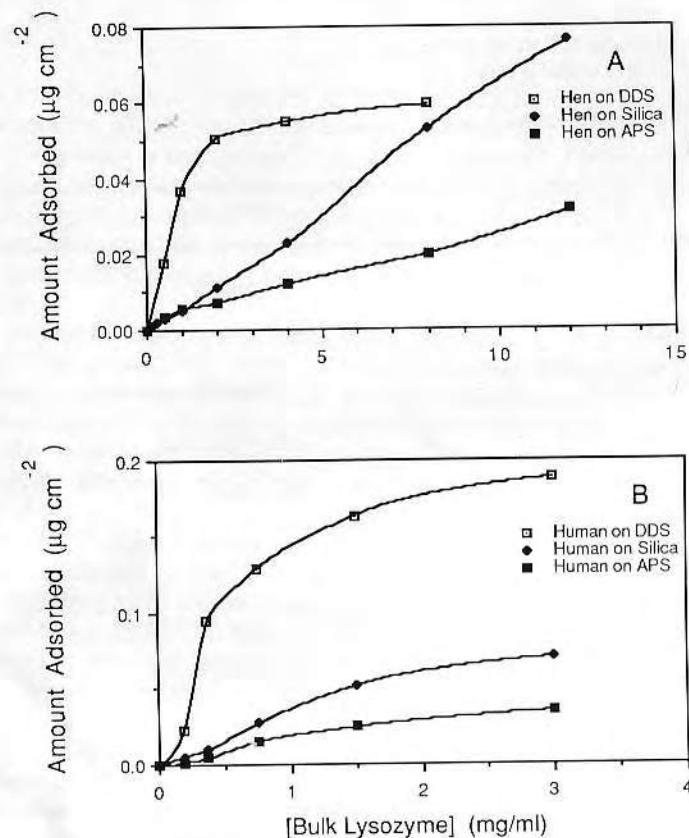 0.08
0.06
0.04
0.02
0.00
Amount Adsorbed (µg cm-2)
A
Hen on DDS
Hen on Silica
Hen on APS
0 5 10 15
0.2
0.1
0.0
Amount Adsorbed (µg cm-2)
B
Human on DDS
Human on Silica
Human on APS
0 1 2 3 4
[Bulk Lysozyme] (mg/ml)